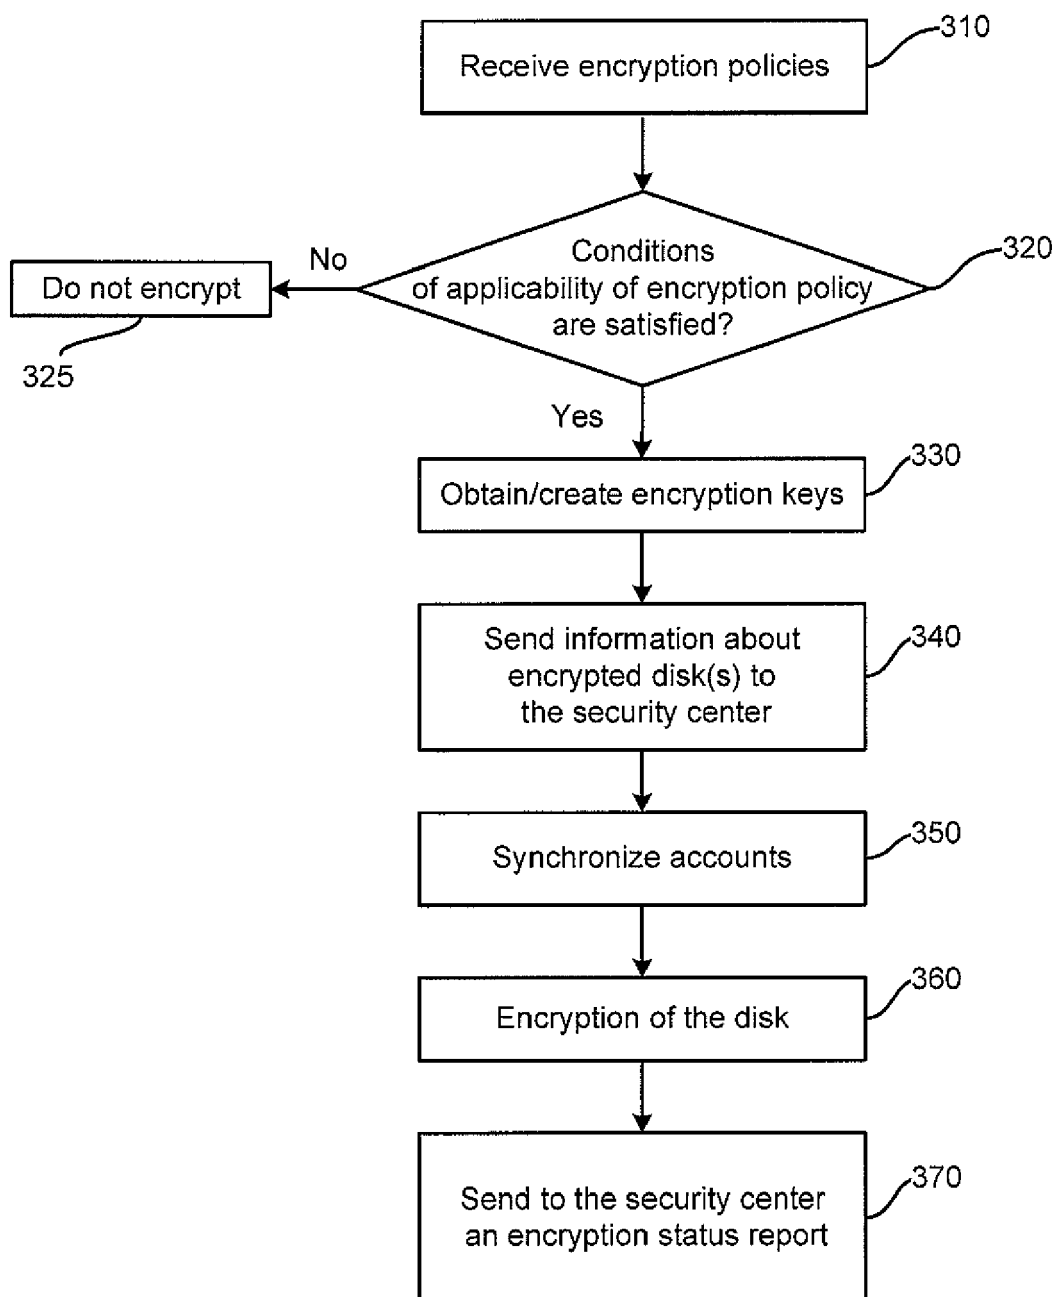 310
Receive encryption policies
320
Conditions
of applicability of encryption policy
are satisfied?
No
Do not encrypt
325
Yes
330
Obtain/create encryption keys
340
Send information about
encrypted disk(s) to
the security center
350
Synchronize accounts
360
Encryption of the disk
370
Send to the security center
an encryption status report